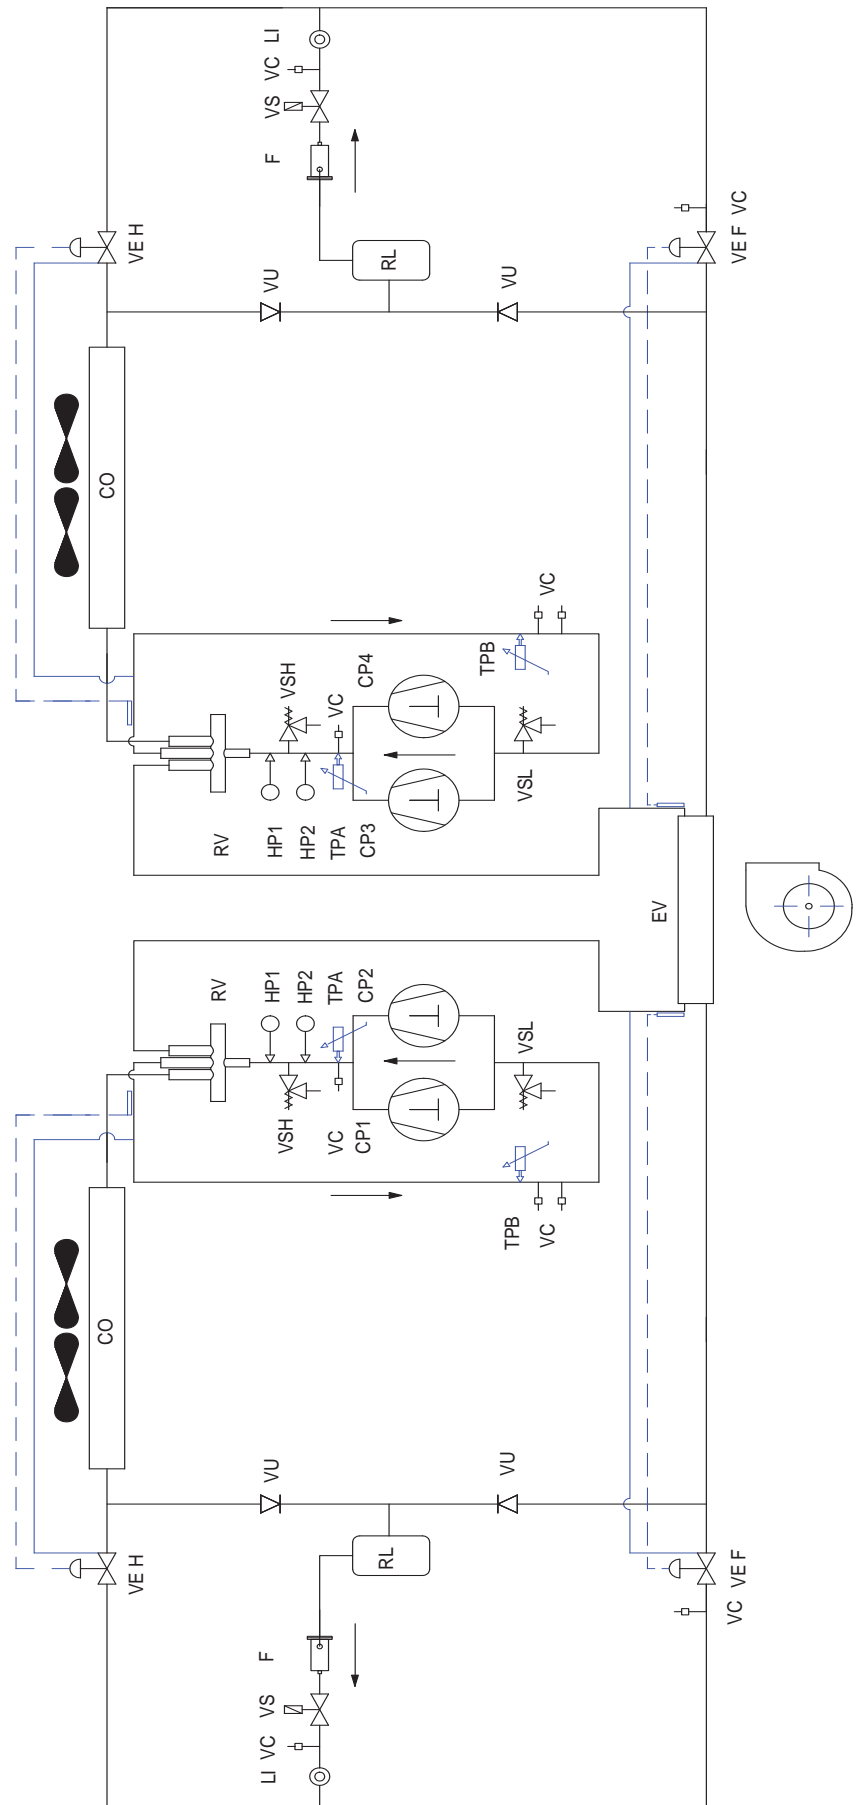 LI
VC
VS
F
VE H
VU
RL
VU
VE F
VC
CO
VSH
VC
CP4
TPB
VC
RV
HP1
HP2
TPA
CP3
VSL
EV
RV
HP1
HP2
TPA
CP2
VSL
VSH
VC
CP1
TPB
VC
CO
VU
VU
VE H
RL
VE F
VC
F
VS
VC
LI